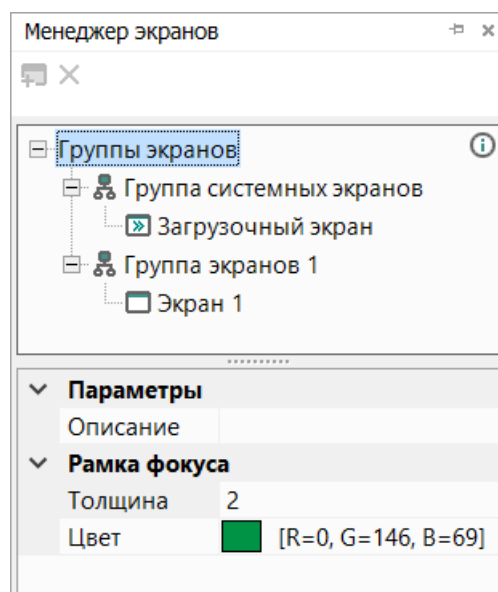 Менеджер экранов
Группы экранов
Группа системных экранов
Загрузочный экран
Группа экранов 1
Экран 1
Параметры
Описание
Рамка фокуса
Толщина 2
Цвет [R=0, G=146, B=69]